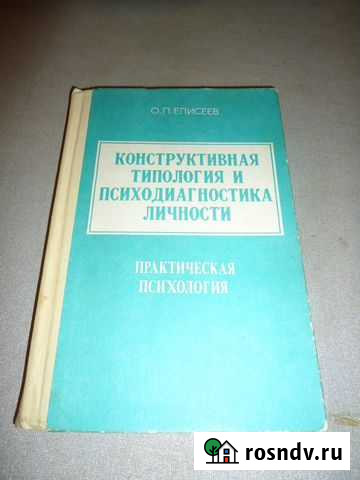 О.П. ЕЛИСЕЕВ
КОНСТРУКТИВНАЯ
ТИПОЛОГИЯ И
ПСИХОДИАГНОСТИКА
ЛИЧНОСТИ
ПРАКТИЧЕСКАЯ
ПСИХОЛОГИЯ
rosndv.ru